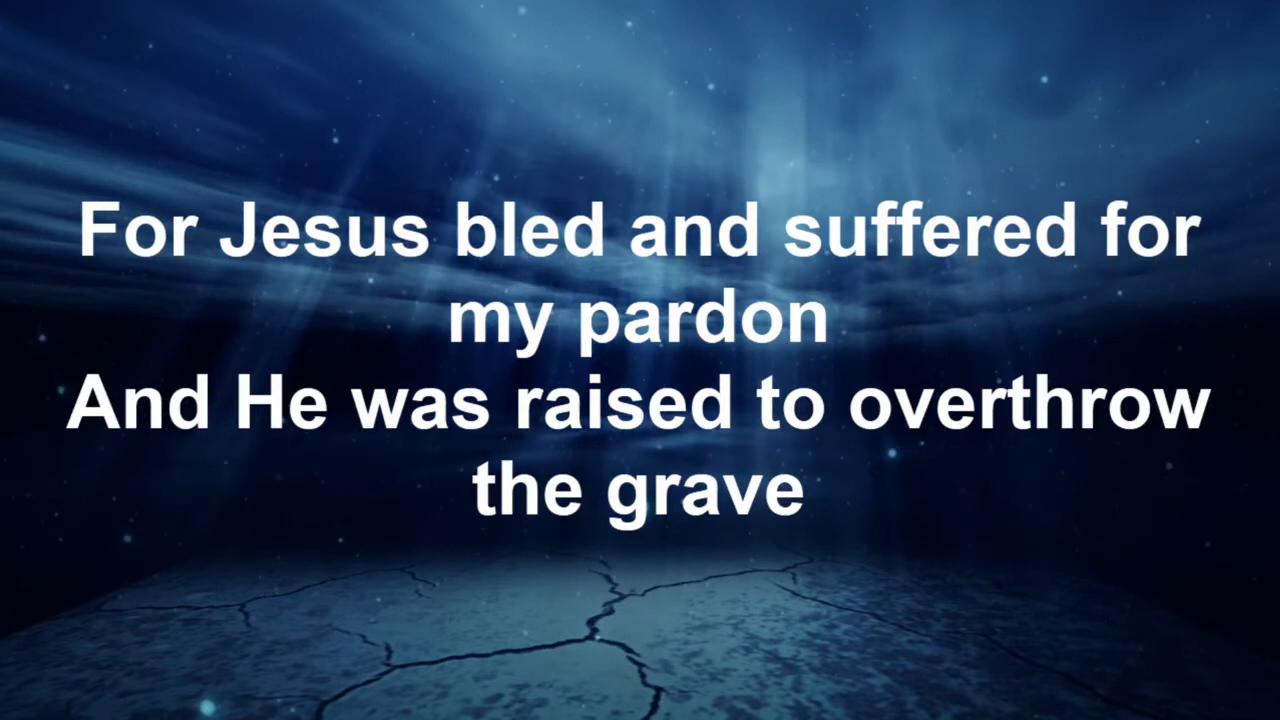 For Jesus bled and suffered for
my pardon
And He was raised to overthrow
the grave